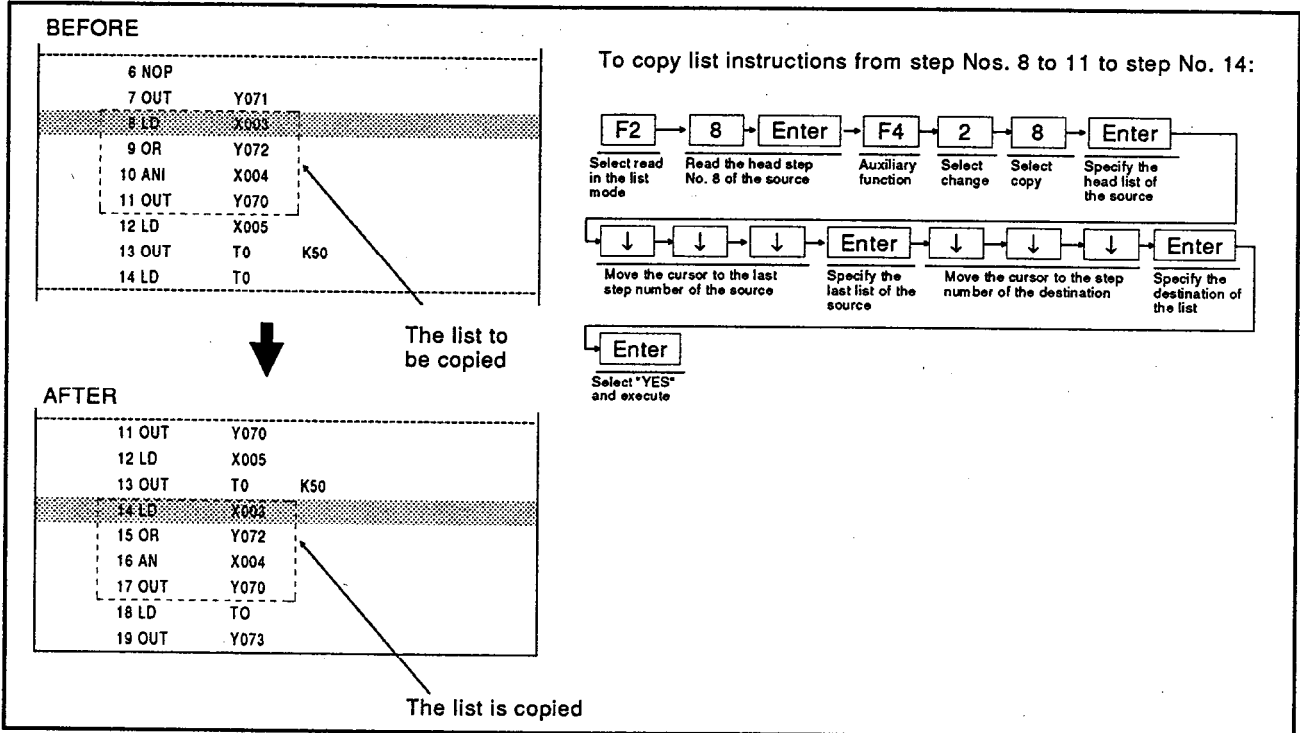 BEFORE
6 NOP
7 OUT Y071
8 LD X003
9 OR Y072
10 ANI X004
11 OUT Y070
12 LD X005
13 OUT T0 K50
14 LD T0
The list to
be copied
AFTER
11 OUT Y070
12 LD X005
13 OUT T0 K50
14 LD X003
15 OR Y072
16 AN X004
17 OUT Y070
18 LD TO
19 OUT Y073
The list is copied
To copy list instructions from step Nos. 8 to 11 to step No. 14:
F2 → 8 → Enter → F4 → 2 → 8 → Enter
Select read
in the list
mode
Read the head step
No. 8 of the source
Auxiliary
function
Select
change
Select
copy
Specify the
head list of
the source
↓ → ↓ → ↓ → Enter → ↓ → ↓ → ↓ → Enter
Move the cursor to the last
step number of the source
Specify the
last list of the
source
Move the cursor to the step
number of the destination
Specify the
destination of
the list
Enter
Select "YES"
and execute